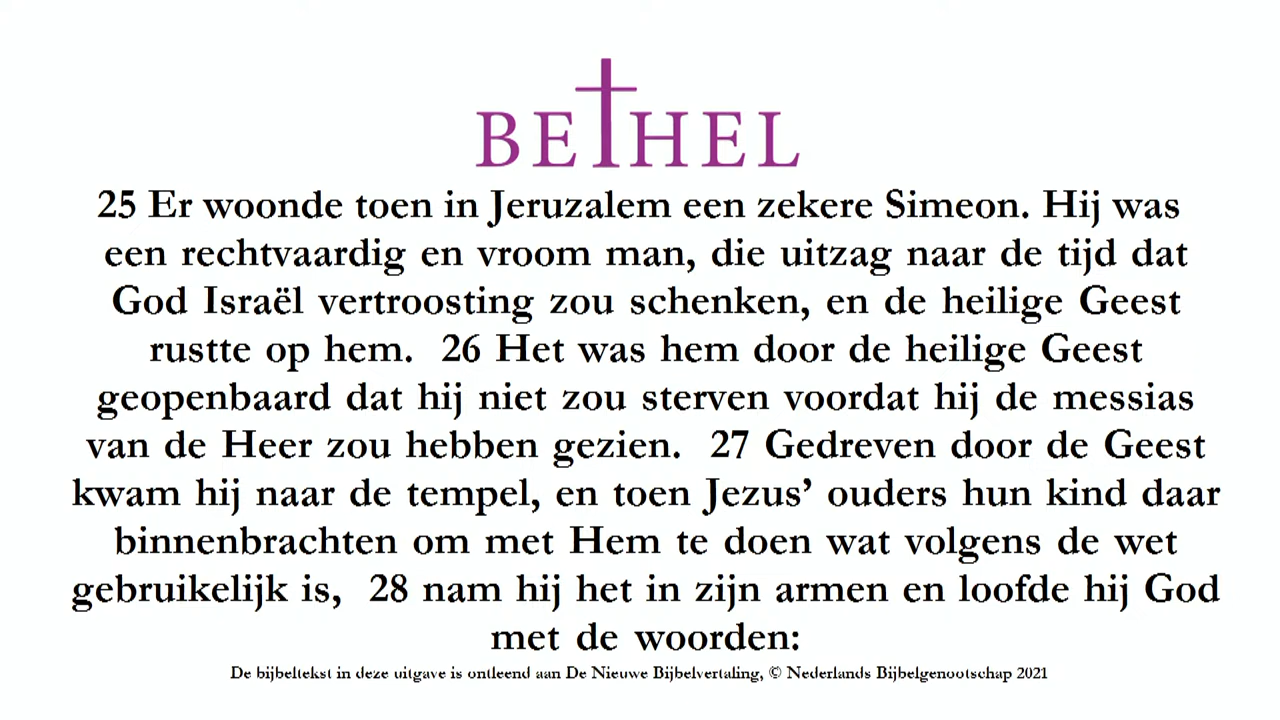 BETHEL
25 Er woonde toen in Jeruzalem een zekere Simeon. Hij was
een rechtvaardig en vroom man, die uitzag naar de tijd dat
God Israël vertroosting zou schenken, en de heilige Geest
rustte op hem.  26 Het was hem door de heilige Geest
geopenbaard dat hij niet zou sterven voordat hij de messias
van de Heer zou hebben gezien.  27 Gedreven door de Geest
kwam hij naar de tempel, en toen Jezus’ ouders hun kind daar
binnenbrachten om met Hem te doen wat volgens de wet
gebruikelijk is,  28 nam hij het in zijn armen en loofde hij God
met de woorden:
De bijbeltekst in deze uitgave is ontleend aan De Nieuwe Bijbelvertaling, © Nederlands Bijbelgenootschap 2021